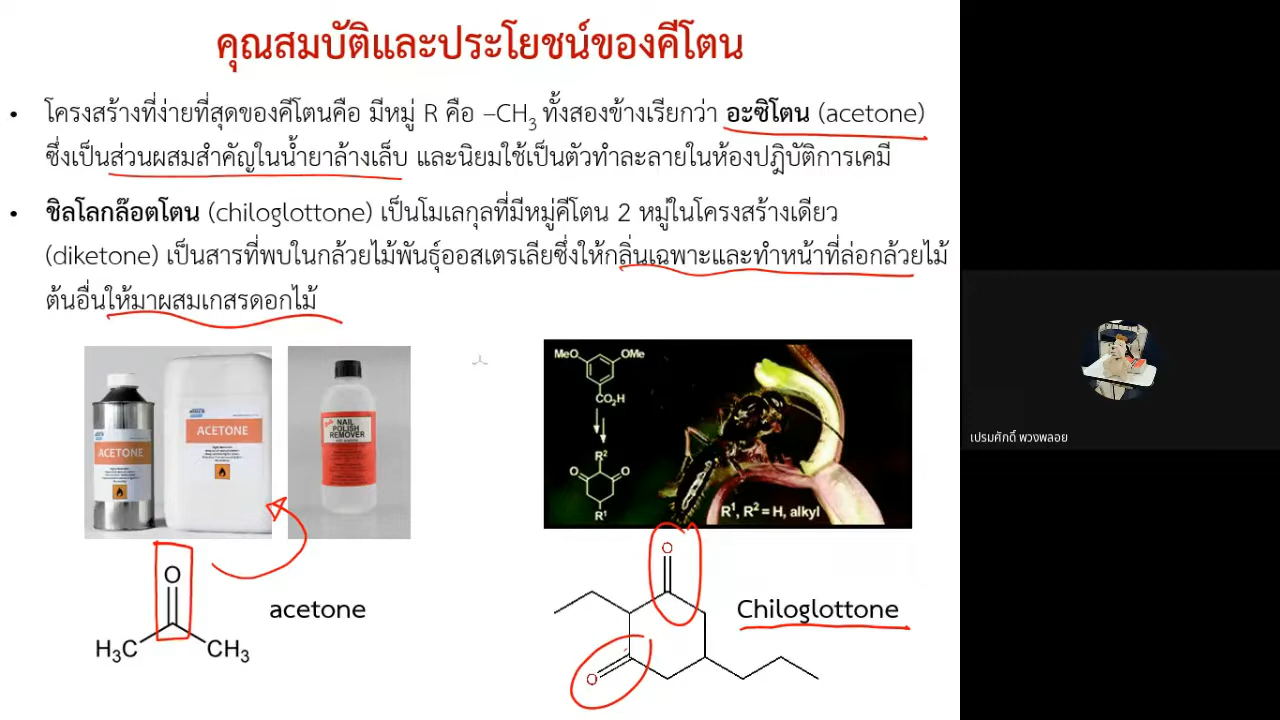 คุณสมบัติและประโยชน์ของคีโตน
• โครงสร้างที่ง่ายที่สุดของคีโตนคือ มีหมู่ R คือ –CH3 ทั้งสองข้างเรียกว่า อะซิโตน (acetone)
ซึ่งเป็นส่วนผสมสำคัญในน้ำยาล้างเล็บ และนิยมใช้เป็นตัวทำละลายในห้องปฎิบัติการเคมี
• ชิลโลกล๊อตโตน (chiloglottone) เป็นโมเลกุลที่มีหมู่คีโตน 2 หมู่ในโครงสร้างเดียว
(diketone) เป็นสารที่พบในกล้วยไม้พันธุ์ออสเตรเลียซึ่งให้กลิ่นเฉพาะและทำหน้าที่ล่อกล้วยไม้
ต้นอื่นให้มาผสมเกสรดอกไม้
ACETONE
ACETONE
NAIL
POLISH
REMOVER
MeO
OMe
CO2H
R2
O
O
R1
R1, R2 = H, alkyl
O
H3C
CH3
acetone
O
O
Chiloglottone
เปรมศักดิ์ พวงพลอย